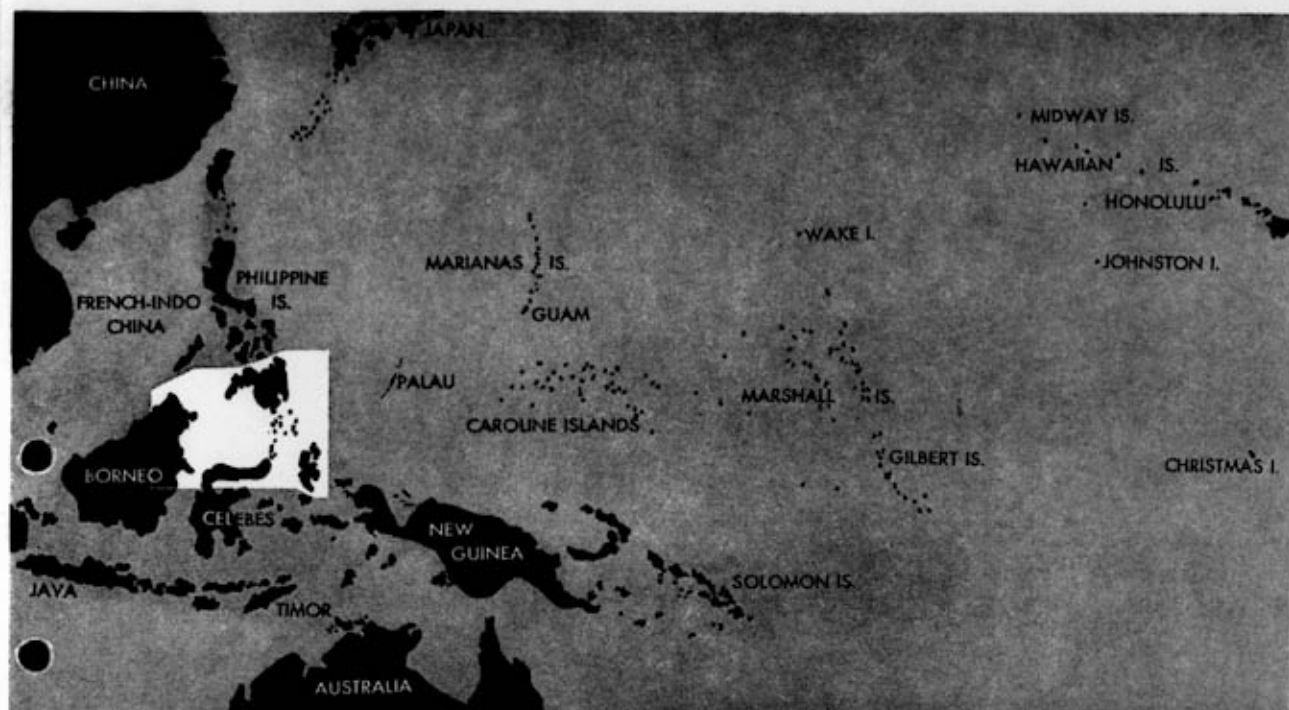 JAPAN
CHINA
MIDWAY IS.
HAWAIIAN IS.
HONOLULU
WAKE I.
MARIANAS IS.
JOHNSTON I.
PHILIPPINE
IS.
FRENCH-INDO
CHINA
GUAM
PALAU
MARSHALL IS.
CAROLINE ISLANDS
GILBERT IS.
CHRISTMAS I.
BORNEO
CELEBES
NEW
GUINEA
SOLOMON IS.
JAVA
TIMOR
AUSTRALIA